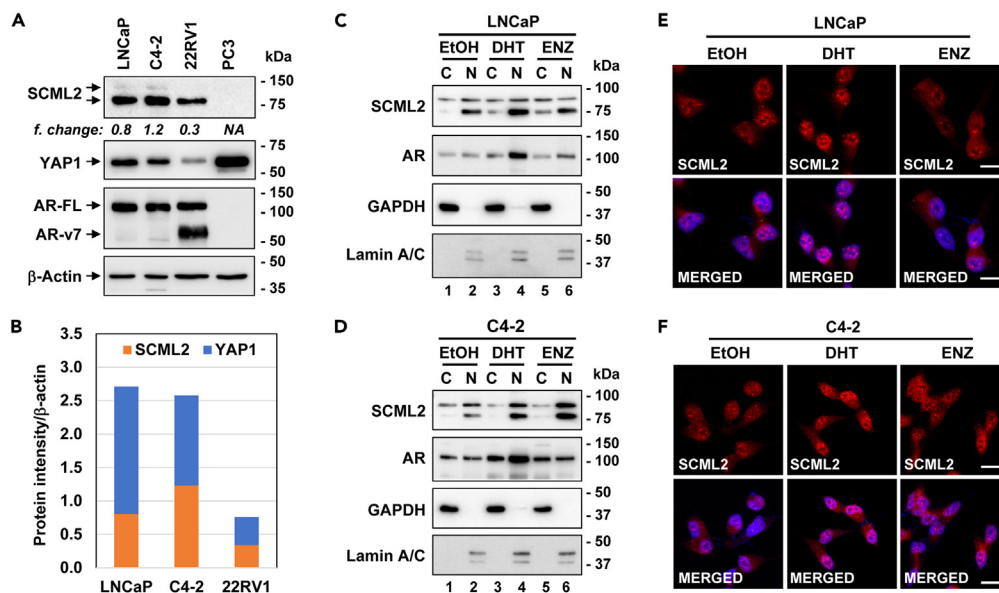 A
LNCaP
C4-2
22RV1
PC3
kDa
SCML2
- 150
- 75
f. change: 0.8 1.2 0.3 NA
YAP1
- 75
- 50
AR-FL
AR-v7
- 150
- 100
- 50
β-Actin
- 50
- 35
B
SCML2 YAP1
Protein intensity/β-actin
3.5
3.0
2.5
2.0
1.5
1.0
0.5
0.0
LNCaP C4-2 22RV1
C
LNCaP
EtOH DHT ENZ
C N C N C N
kDa
SCML2
- 100
- 75
AR
- 150
- 100
GAPDH
- 50
- 37
Lamin A/C
- 50
- 37
1 2 3 4 5 6
D
C4-2
EtOH DHT ENZ
C N C N C N
kDa
SCML2
- 100
- 75
AR
- 150
- 100
GAPDH
- 50
- 37
Lamin A/C
- 50
- 37
1 2 3 4 5 6
E
LNCaP
EtOH DHT ENZ
SCML2 SCML2 SCML2
MERGED MERGED MERGED
F
C4-2
EtOH DHT ENZ
SCML2 SCML2 SCML2
MERGED MERGED MERGED